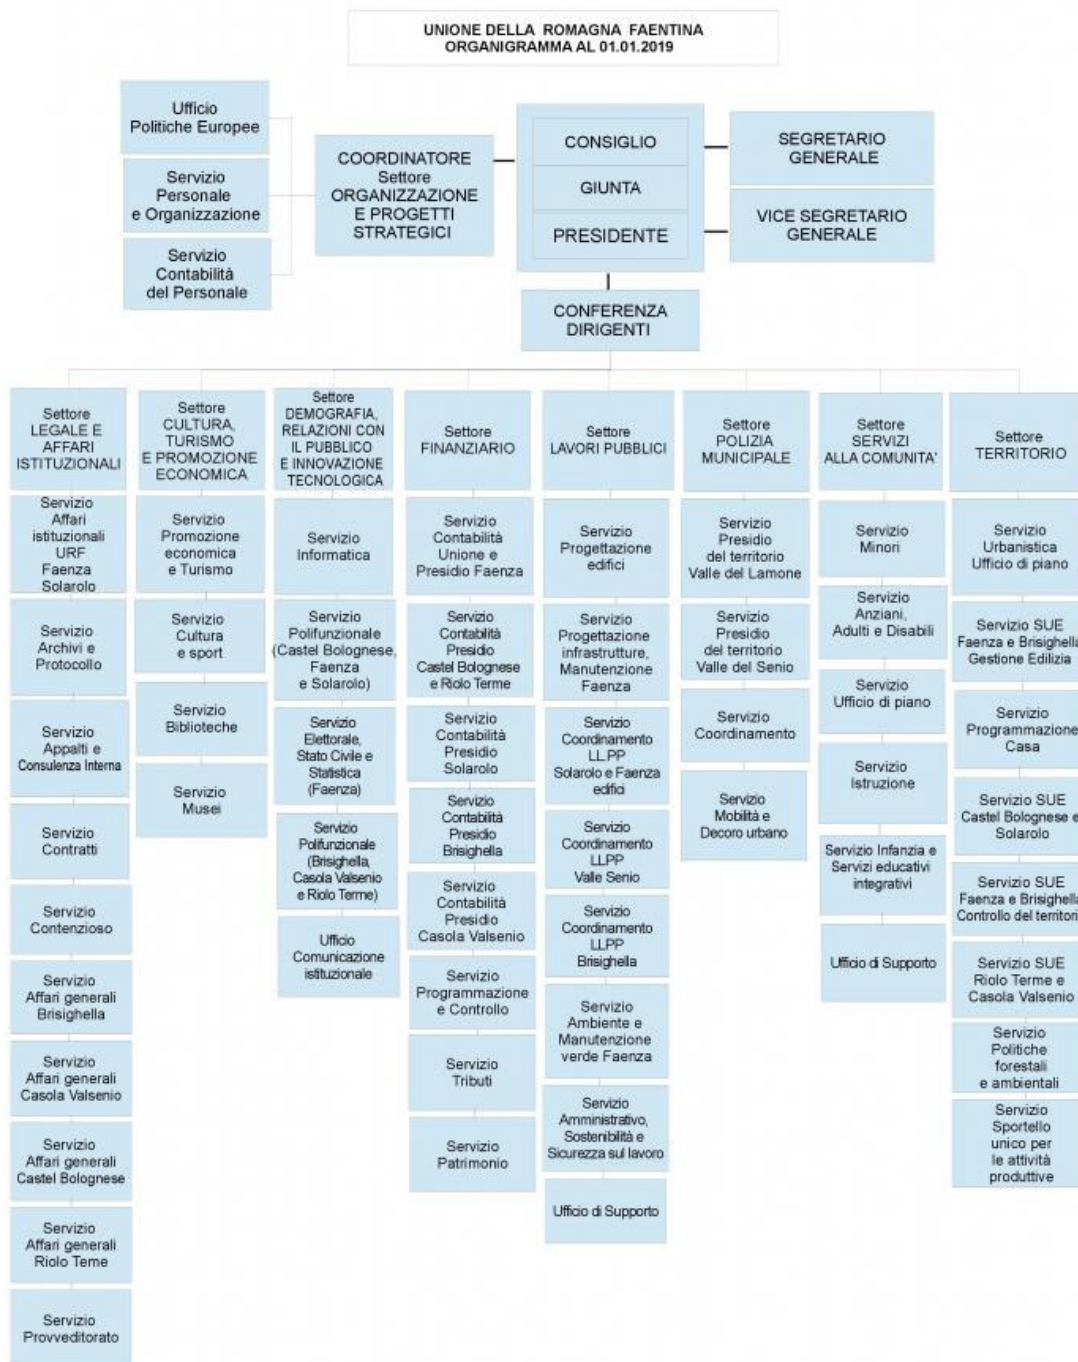 UNIONE DELLA ROMAGNA FAENTINA
ORGANIGRAMMA AL 01.01.2019
Ufficio
Politiche Europee
Servizio
Personale
e Organizzazione
Servizio
Contabilità
del Personale
COORDINATORE
Settore
ORGANIZZAZIONE
E PROGETTI
STRATEGICI
CONSIGLIO
GIUNTA
PRESIDENTE
SEGRETARIO
GENERALE
VICE SEGRETARIO
GENERALE
CONFERENZA
DIRIGENTI
Settore
LEGALE E
AFFARI
ISTITUZIONALI
Servizio
Affari
istituzionali
URF
Faenza
Solarolo
Servizio
Archivi e
Protocollo
Servizio
Appalti e
Consulenza Interna
Servizio
Contratti
Servizio
Contenzioso
Servizio
Affari generali
Brisighella
Servizio
Affari generali
Casola Valsenio
Servizio
Affari generali
Castel Bolognese
Servizio
Affari generali
Riolo Teme
Servizio
Provveditorato
Settore
CULTURA,
TURISMO
E PROMOZIONE
ECONOMICA
Servizio
Promozione
economica
e Turismo
Servizio
Cultura
e sport
Servizio
Biblioteche
Servizio
Musei
Settore
DEMOGRAFIA,
RELAZIONI CON
IL PUBBLICO
E INNOVAZIONE
TECNOLOGICA
Servizio
Informatica
Servizio
Polifunzionale
(Castel Bolognese,
Faenza
e Solarolo)
Servizio
Elettorale,
Stato Civile e
Statistica
(Faenza)
Servizio
Polifunzionale
(Brisighella,
Casola Valsenio
e Riolo Terme)
Ufficio
Comunicazione
istituzionale
Settore
FINANZIARIO
Servizio
Contabilità
Unione e
Presidio Faenza
Servizio
Contabilità
Presidio
Castel Bolognese
e Riolo Terme
Servizio
Contabilità
Presidio
Solarolo
Servizio
Contabilità
Presidio
Brisighella
Servizio
Contabilità
Presidio
Casola Valsenio
Servizio
Programmazione
e Controllo
Servizio
Tributi
Servizio
Patrimonio
Settore
LAVORI PUBBLICI
Servizio
Progettazione
edifici
Servizio
Progettazione
infrastrutture,
Manutenzione
Faenza
Servizio
Coordinamento
LL.PP
Solarolo e Faenza
edifici
Servizio
Coordinamento
LLPP
Valle Senio
Servizio
Coordinamento
LLPP
Brisighella
Servizio
Ambiente e
Manutenzione
verde Faenza
Servizio
Amministrativo,
Sostenibilità e
Sicurezza sul lavoro
Ufficio di Supporto
Settore
POLIZIA
MUNICIPALE
Servizio
Presidio
del territorio
Valle del Lamone
Servizio
Presidio
del territorio
Valle del Senio
Servizio
Coordinamento
Servizio
Mobilità e
Decoro urbano
Settore
SERVIZI
ALLA COMUNITA'
Servizio
Minori
Servizio
Anziani,
Adulti e Disabili
Servizio
Ufficio di piano
Servizio
Istruzione
Servizio Infanzia e
Servizi educativi
integrativi
Ufficio di Supporto
Settore
TERRITORIO
Servizio
Urbanistica
Ufficio di piano
Servizio SUE
Faenza e Brisighella
Gestione Edilizia
Servizio
Programmazione
Casa
Servizio SUE
Castel Bolognese e
Solarolo
Servizio SUE
Faenza e Brisighella
Controllo del territorio
Servizio SUE
Riolo Terme e
Casola Valsenio
Servizio
Politiche
forestali
e ambientali
Servizio
Sportello
unico per
le attività
produttive